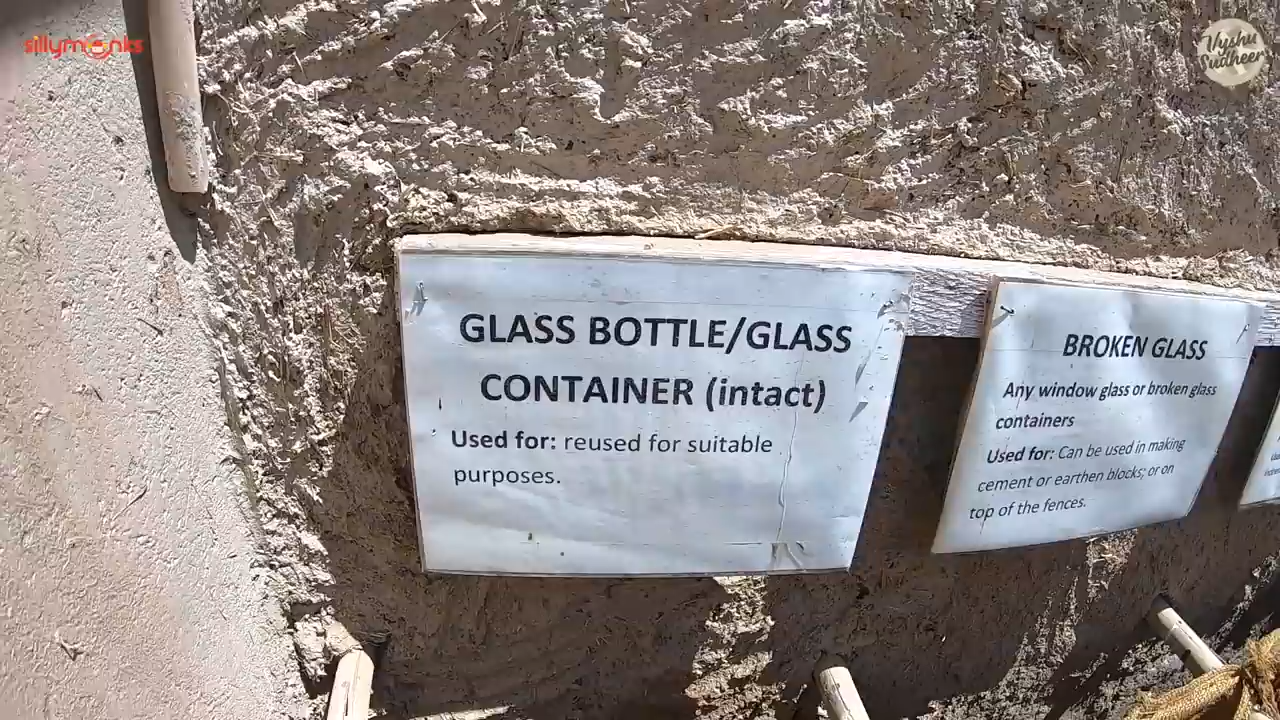 sillymonks
Vyshu
Sudheer
GLASS BOTTLE/GLASS
CONTAINER (intact)
Used for: reused for suitable
purposes.
BROKEN GLASS
Any window glass or broken glass
containers
Used for: Can be used in making
cement or earthen blocks; or on
top of the fences.